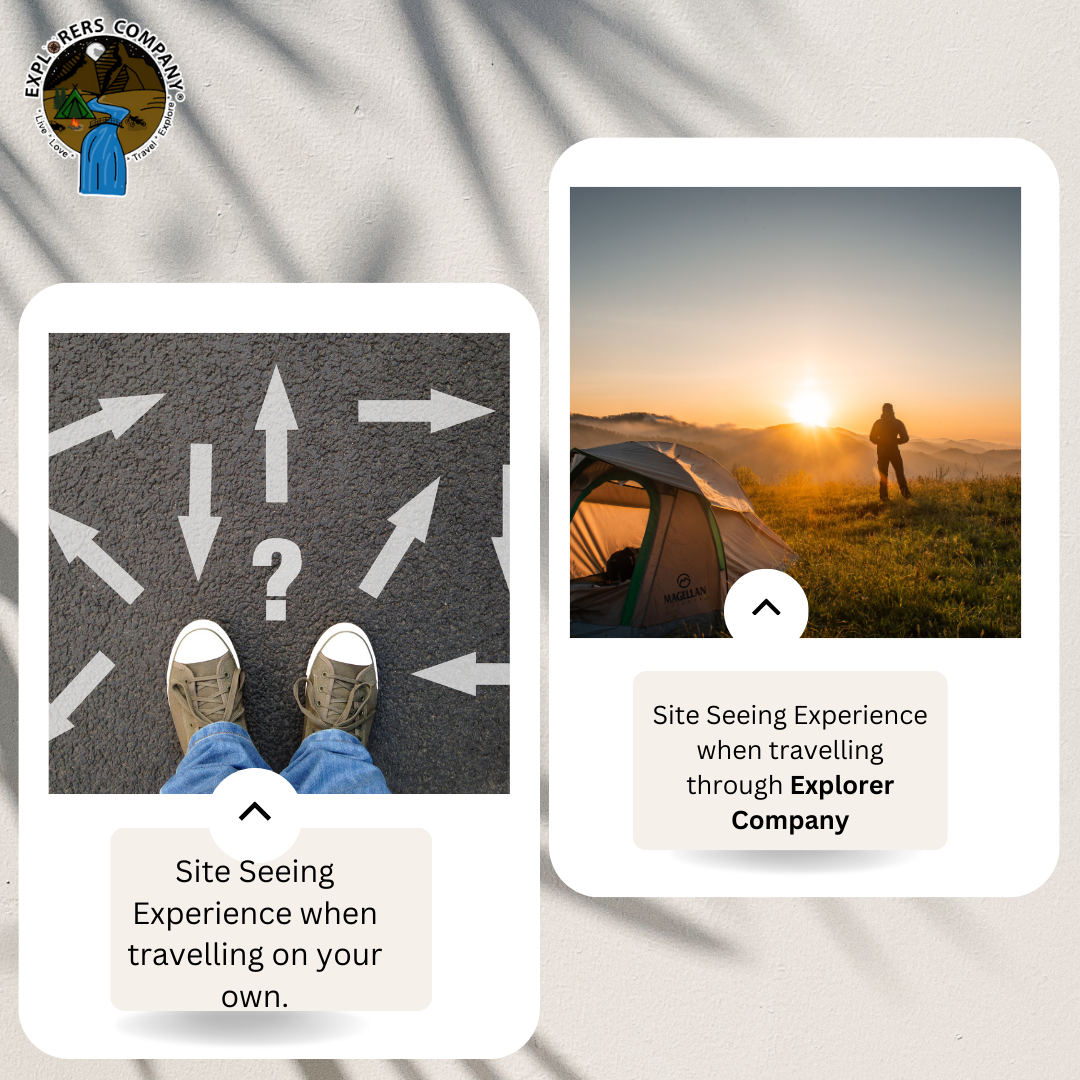 EXPLORERS COMPANY®
• Live • Love • Travel • Explore •
?
MAGELLAN
Site Seeing Experience
when travelling
through Explorer
Company
Site Seeing
Experience when
travelling on your
own.